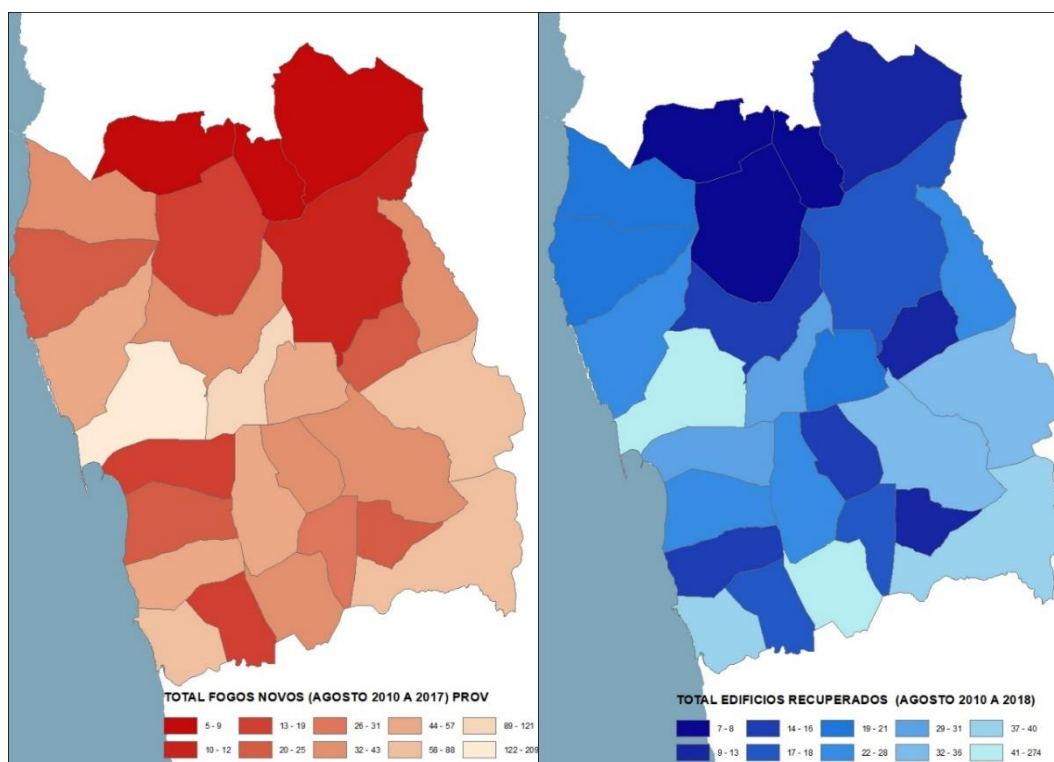 TOTAL FOGOS NOVOS (AGOSTO 2010 A 2017) PROV
5 - 9
13 - 19
26 - 31
44 - 57
89 - 121
10 - 12
20 - 25
32 - 43
58 - 88
122 - 209
TOTAL EDIFICIOS RECUPERADOS (AGOSTO 2010 A 2018)
7 - 8
14 - 16
19 - 21
29 - 31
37 - 40
9 - 13
17 - 18
22 - 28
32 - 36
41 - 274